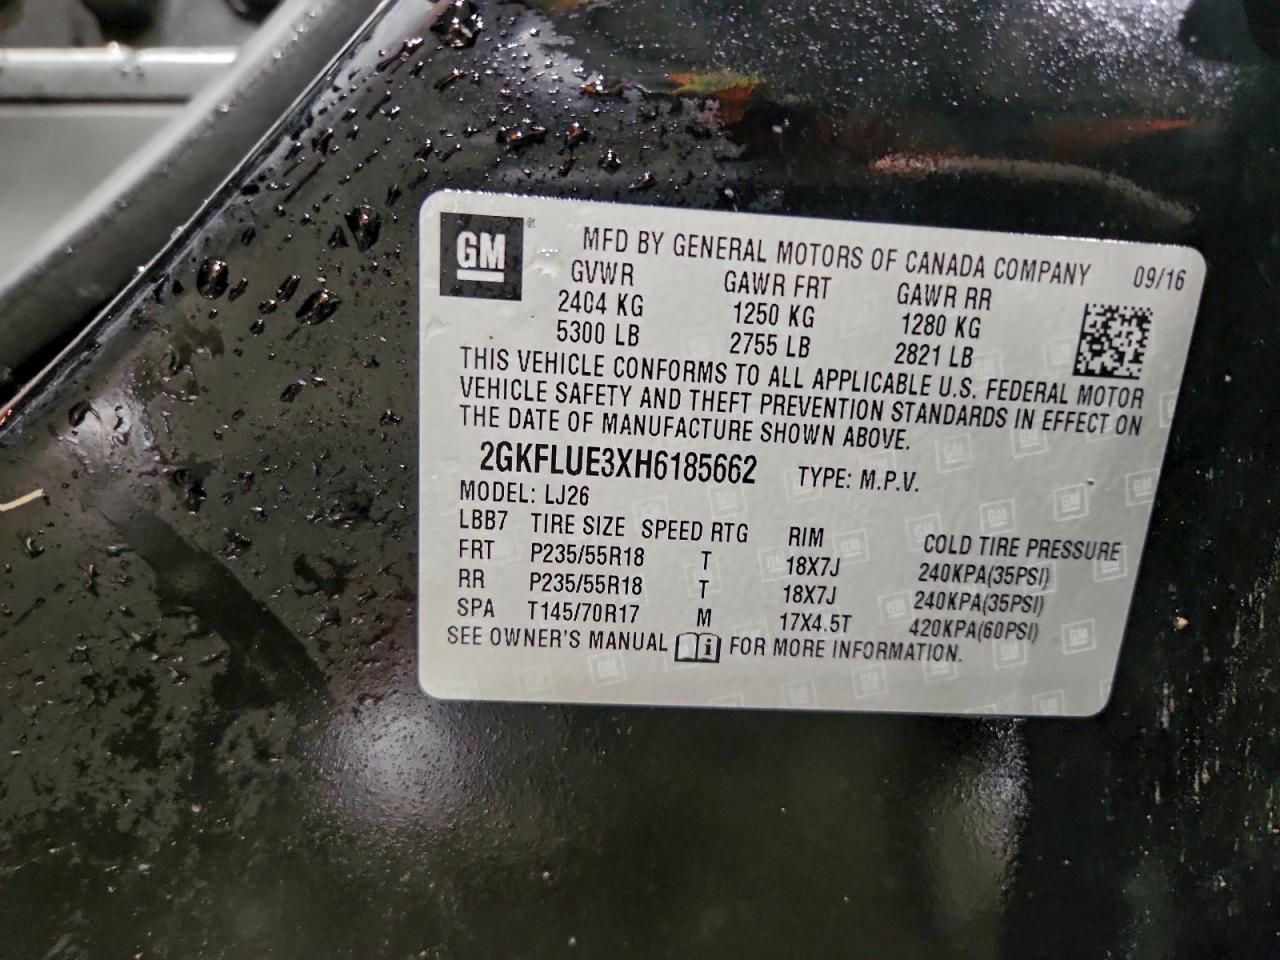 GM ®
MFD BY GENERAL MOTORS OF CANADA COMPANY 09/16
GVWR GAWR FRT GAWR RR
2404 KG 1250 KG 1280 KG
5300 LB 2755 LB 2821 LB
THIS VEHICLE CONFORMS TO ALL APPLICABLE U.S. FEDERAL MOTOR
VEHICLE SAFETY AND THEFT PREVENTION STANDARDS IN EFFECT ON
THE DATE OF MANUFACTURE SHOWN ABOVE.
2GKFLUE3XH6185662 TYPE: M.P.V.
MODEL: LJ26
LBB7 TIRE SIZE SPEED RTG RIM COLD TIRE PRESSURE
FRT P235/55R18 T 18X7J 240KPA(35PSI)
RR P235/55R18 T 18X7J 240KPA(35PSI)
SPA T145/70R17 M 17X4.5T 420KPA(60PSI)
SEE OWNER'S MANUAL i FOR MORE INFORMATION.